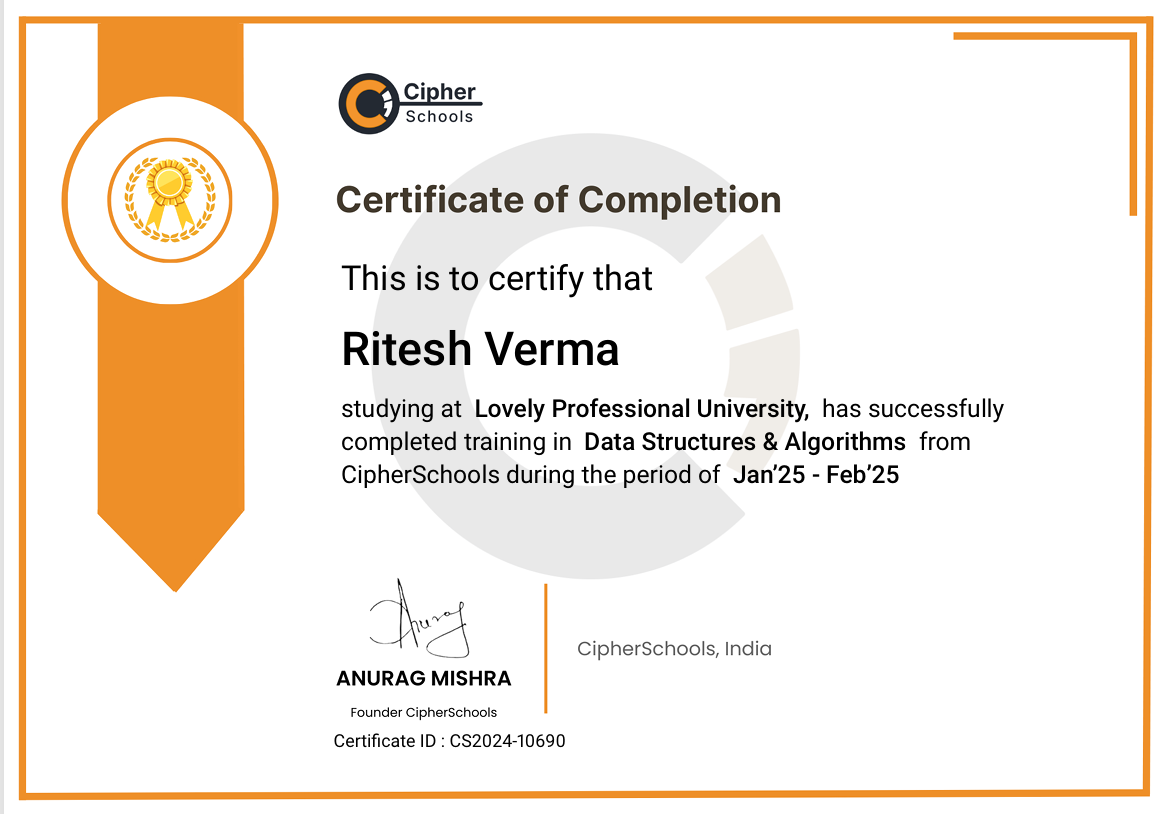 Cipher
Schools
Certificate of Completion
This is to certify that
Ritesh Verma
studying at Lovely Professional University, has successfully
completed training in Data Structures & Algorithms from
CipherSchools during the period of Jan’25 - Feb’25
Anurag
ANURAG MISHRA
Founder CipherSchools
CipherSchools, India
Certificate ID : CS2024-10690